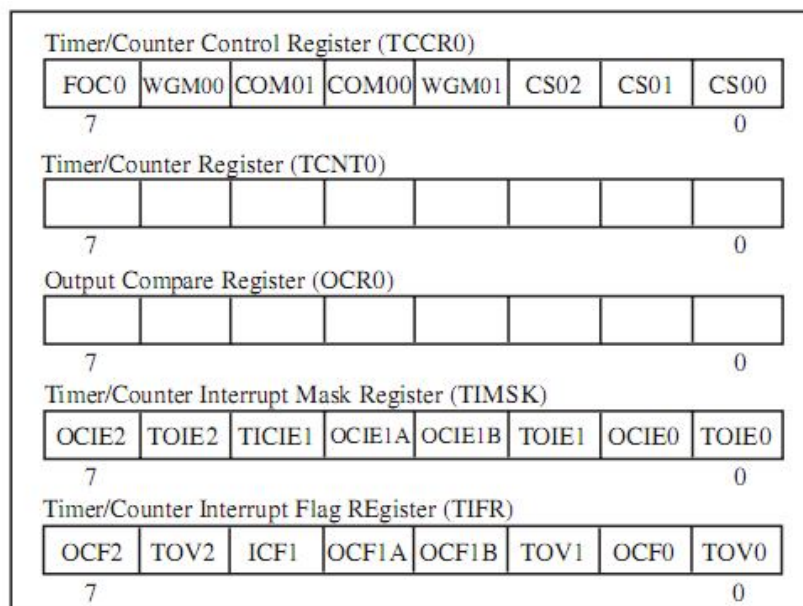 Timer/Counter Control Register (TCCR0)
FOC0 WGM00 COM01 COM00 WGM01 CS02 CS01 CS00
7 0
Timer/Counter Register (TCNT0)
7 0
Output Compare Register (OCR0)
7 0
Timer/Counter Interrupt Mask Register (TIMSK)
OCIE2 TOIE2 TICIE1 OCIE1A OCIE1B TOIE1 OCIE0 TOIE0
7 0
Timer/Counter Interrupt Flag REgister (TIFR)
OCF2 TOV2 ICF1 OCF1A OCF1B TOV1 OCF0 TOV0
7 0